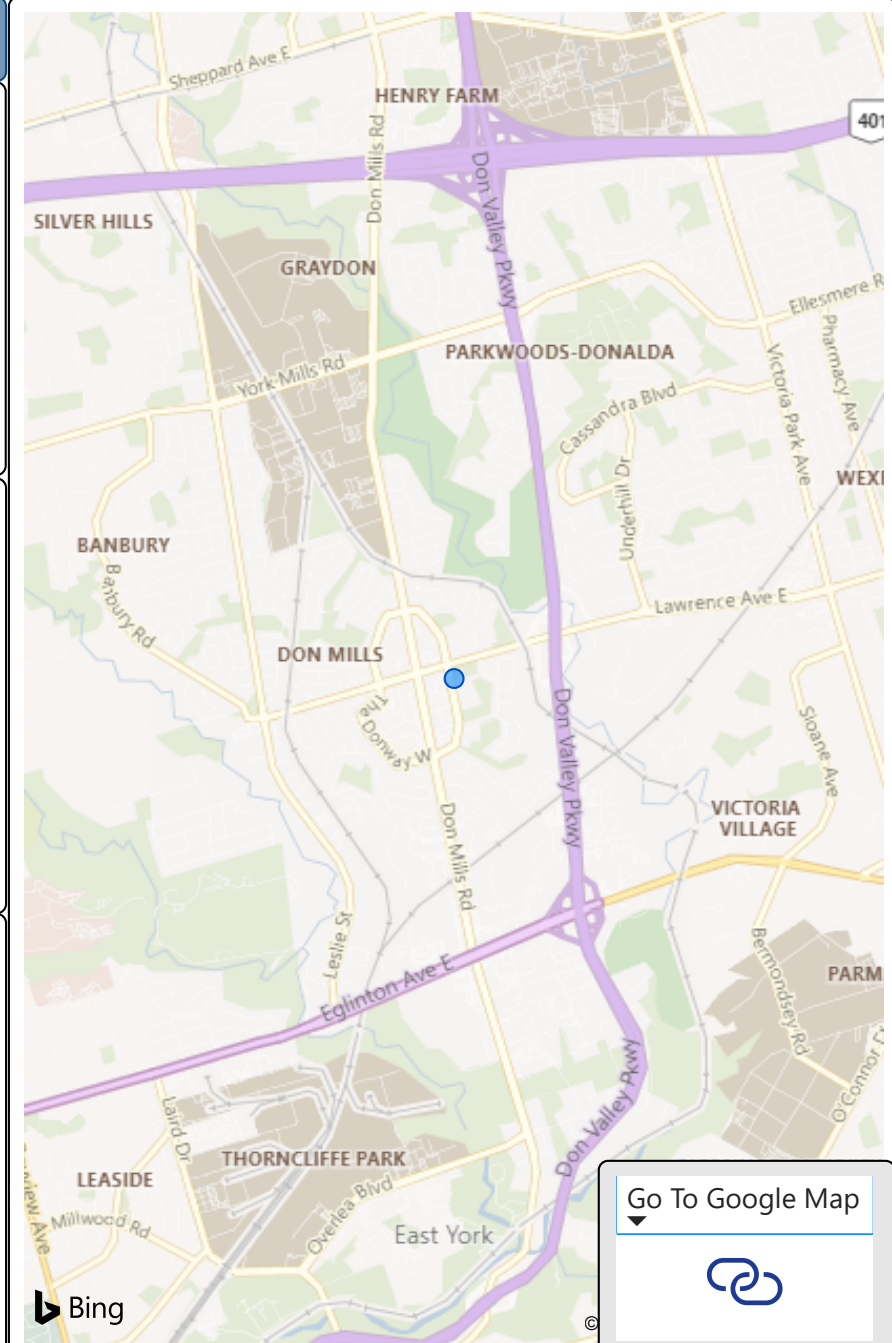 Sheppard Ave E
HENRY FARM
401
Don Mills Rd
Don Valley Pkwy
SILVER HILLS
GRAYDON
Ellesmere R
PARKWOODS-DONALDA
Pharmacy Ave
York Mills Rd
Victoria Park Ave
Cassandra Blvd
Underhill Dr
WEXF
BANBURY
Banbury Rd
Lawrence Ave E
DON MILLS
The Donway W
Don Valley Pkwy
Sloane Ave
VICTORIA
VILLAGE
Don Mills Rd
Leslie St
Bermondsey Rd
PARM
Eglinton Ave E
O'Connor Dr
Don Valley Pkwy
Laird Dr
THORNCLIFFE PARK
LEASIDE
Overlea Blvd
Millwood Rd
East York
Go To Google Map
Bing
©